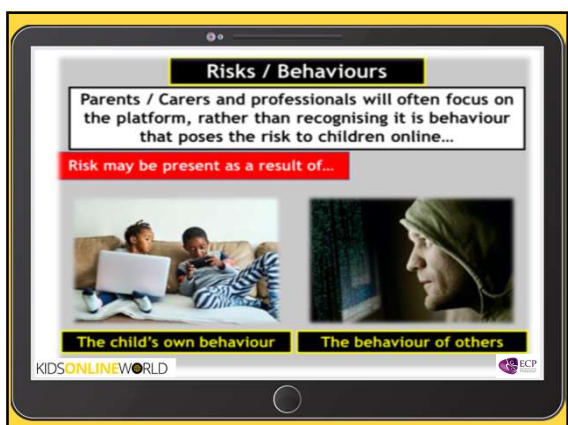 Risks / Behaviours
Parents / Carers and professionals will often focus on
the platform, rather than recognising it is behaviour
that poses the risk to children online...
Risk may be present as a result of...
The child's own behaviour
The behaviour of others
KIDSONLINEWORLD
ECP